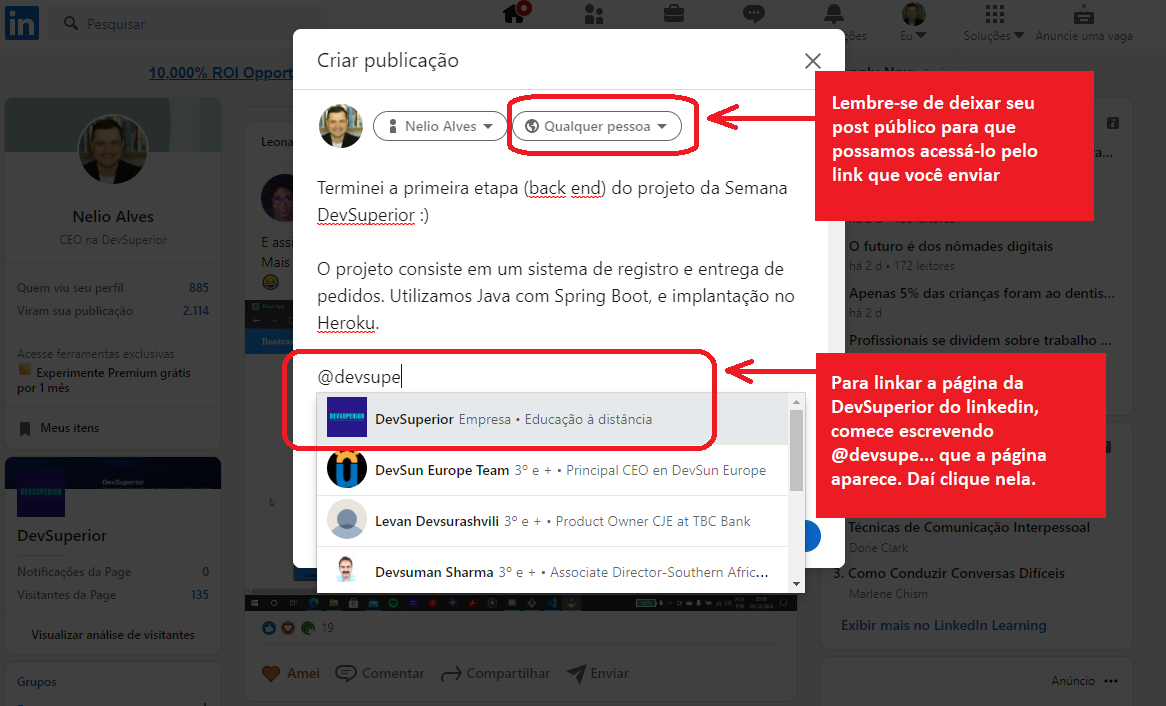 in
Pesquisar
Eu
Soluções
Anuncie uma vaga
10,000% ROI Opport
Criar publicação
Nelio Alves
Qualquer pessoa
Lembre-se de deixar seu
post público para que
possamos acessá-lo pelo
link que você enviar
Terminei a primeira etapa (back end) do projeto da Semana
DevSuperior :)
O projeto consiste em um sistema de registro e entrega de
pedidos. Utilizamos Java com Spring Boot, e implantação no
Heroku.
@devsupe
DevSuperior Empresa • Educação à distância
DevSun Europe Team 3º e + • Principal CEO en DevSun Europe
Levan Devsurashvili 3º e + • Product Owner CJE at TBC Bank
Devsuman Sharma 3º e + • Associate Director-Southern Afric...
Para linkar a página da
DevSuperior do linkedin,
comece escrevendo
@devsupe... que a página
aparece. Daí clique nela.
Nelio Alves
CEO na DevSuperior
Quem viu seu perfil 885
Viram sua publicação 2.114
Acesse ferramentas exclusivas
Experimente Premium grátis
por 1 mês
Meus itens
DevSuperior
DEVSUPERIOR
DevSuperior
Notificações da Page 0
Visitantes da Page 135
Visualizar análise de visitantes
Grupos
Leona
E assi
Mais
Bootcam
19
Amei
Comentar
Compartilhar
Enviar
O futuro é dos nômades digitais
há 2 d • 172 leitores
Apenas 5% das crianças foram ao dentis...
há 2 d
Profissionais se dividem sobre trabalho ...
Técnicas de Comunicação Interpessoal
Dorie Clark
3. Como Conduzir Conversas Difíceis
Marlene Chism
Exibir mais no LinkedIn Learning
Anúncio